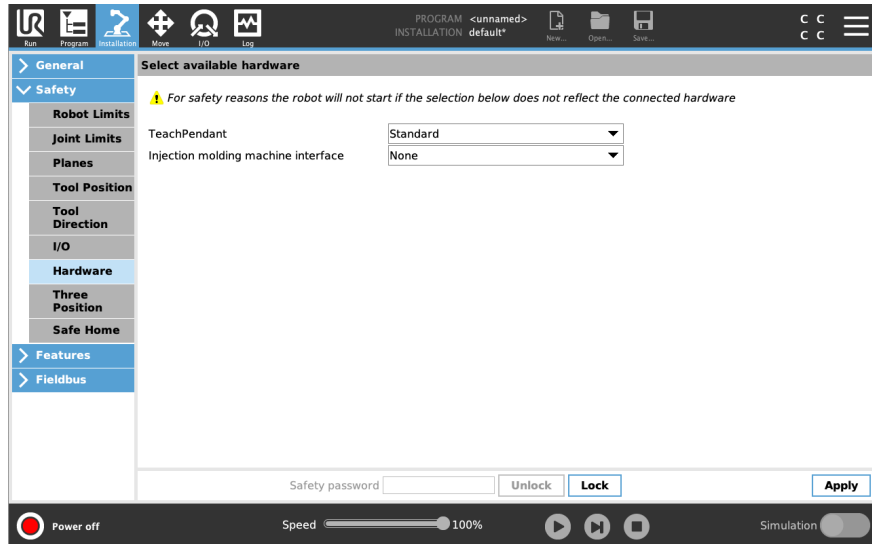 PROGRAM <unnamed>
INSTALLATION default*
UR
Run
Program
Installation
Move
I/O
Log
New...
Open...
Save...
C C
C C
General
Safety
Robot Limits
Joint Limits
Planes
Tool Position
Tool
Direction
I/O
Hardware
Three
Position
Safe Home
Features
Fieldbus
Select available hardware
For safety reasons the robot will not start if the selection below does not reflect the connected hardware
TeachPendant Standard
Injection molding machine interface None
Safety password Unlock Lock Apply
Power off Speed 100% Simulation